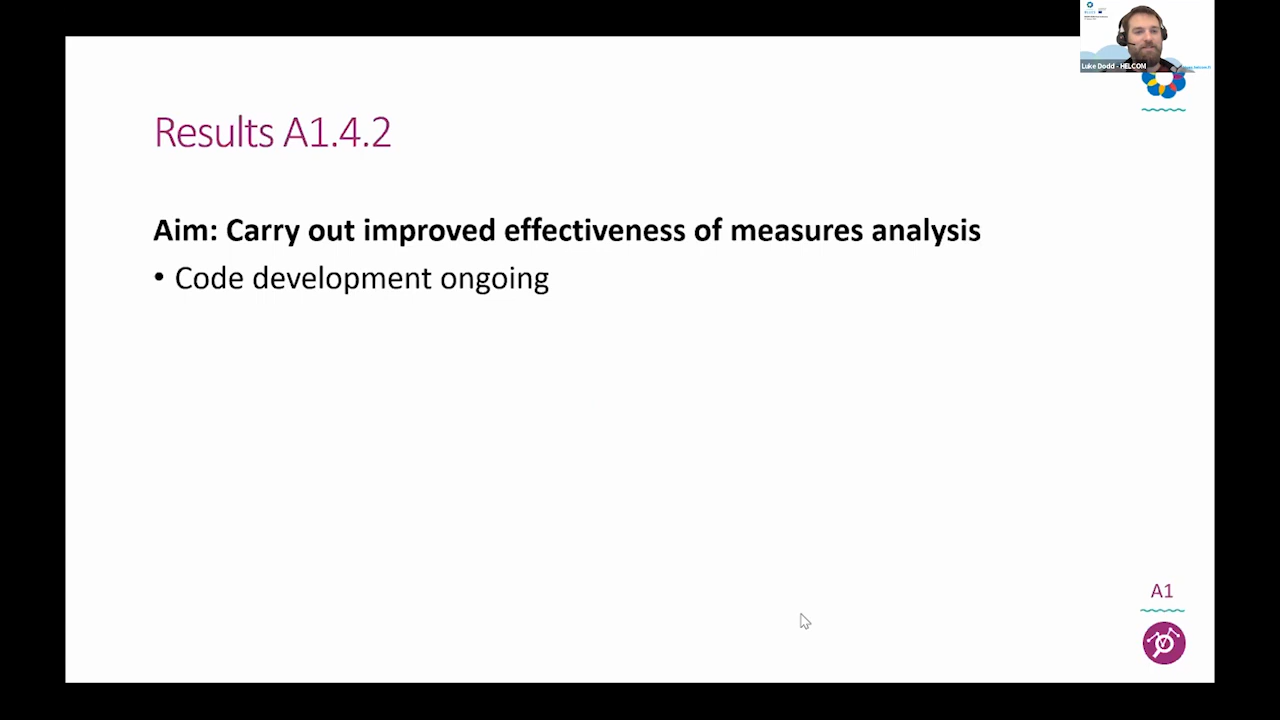 Luke Dodd - HELCOM
Results A1.4.2
Aim: Carry out improved effectiveness of measures analysis
• Code development ongoing
A1